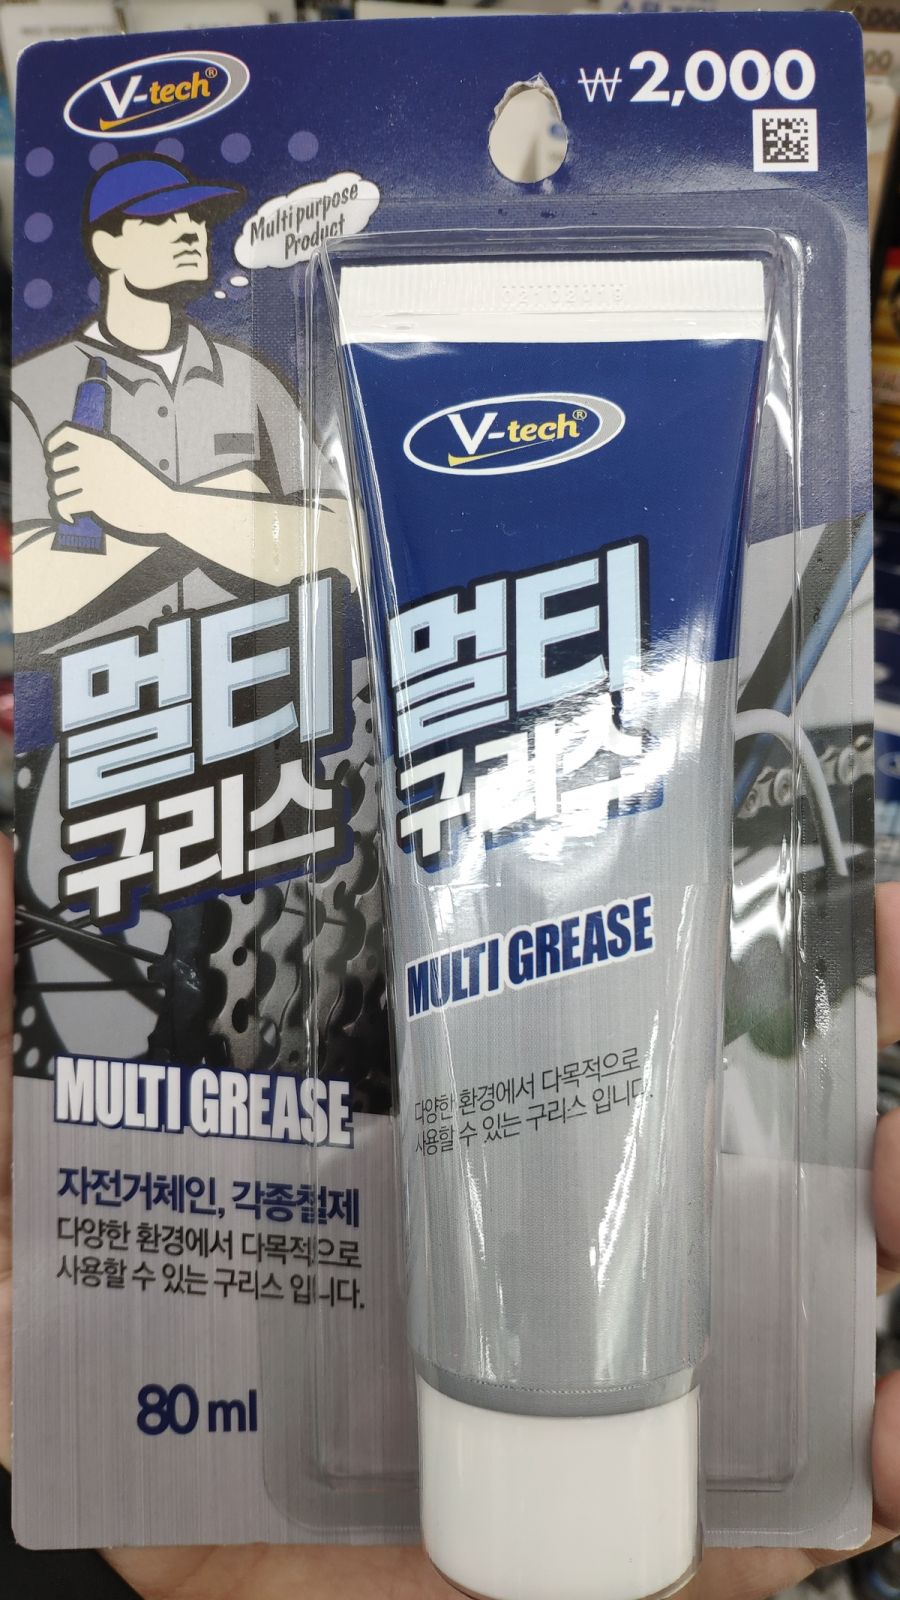 V-tech®
₩2,000
Multi purpose
Product
02102019
V-tech®
멀티
구리스
멀티
구리스
MULTI GREASE
MULTI GREASE
다양한 환경에서 다목적으로
사용할 수 있는 구리스 입니다.
자전거체인, 각종철제
다양한 환경에서 다목적으로
사용할 수 있는 구리스 입니다.
80 ml